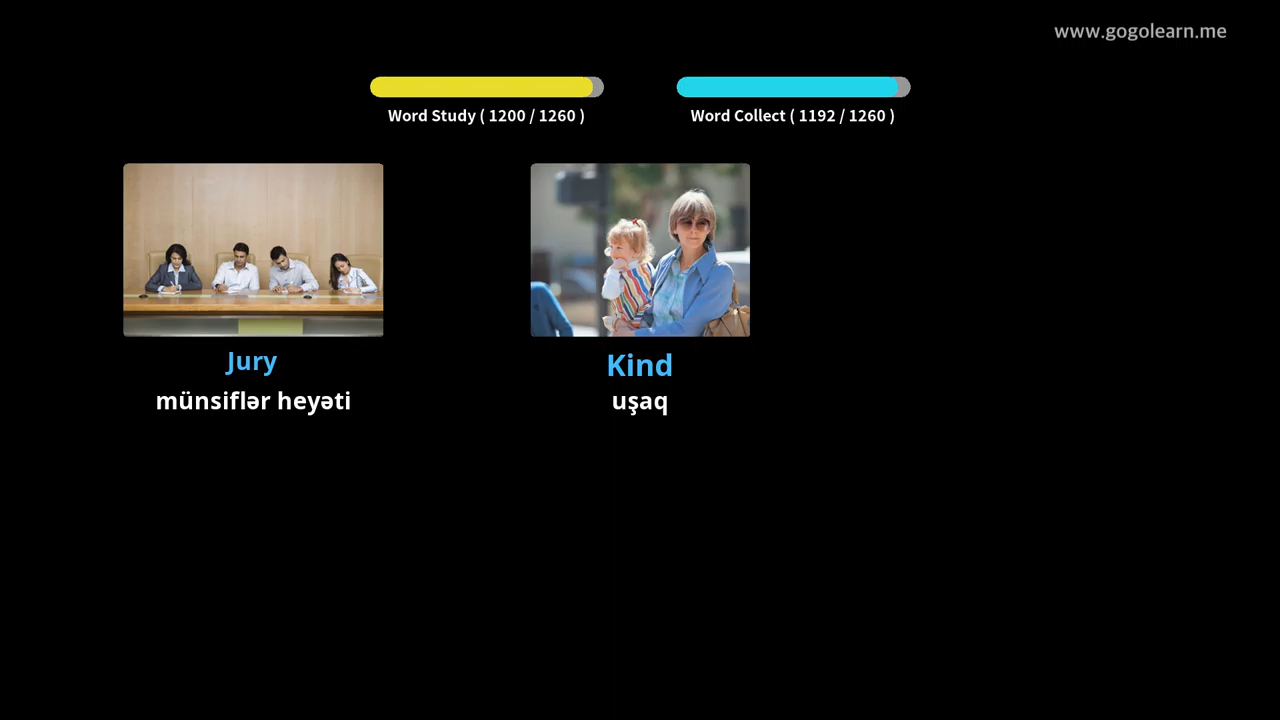 www.gogolearn.me
Word Study ( 1200 / 1260 )
Word Collect ( 1192 / 1260 )
Jury
münsiflər heyəti
Kind
uşaq